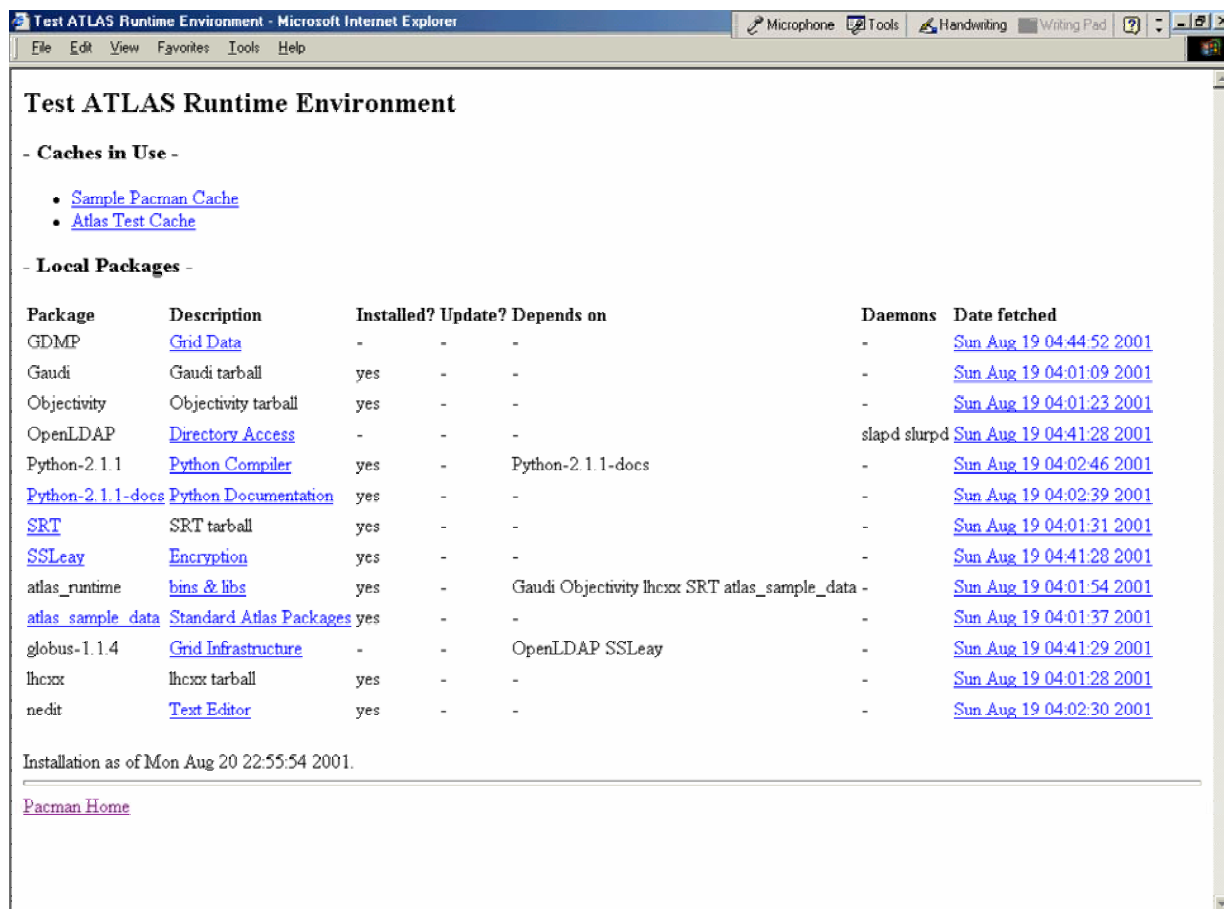 Test ATLAS Runtime Environment - Microsoft Internet Explorer
Microphone Tools Handwriting Writing Pad
File Edit View Favorites Tools Help
Test ATLAS Runtime Environment
- Caches in Use -
• Sample Pacman Cache
• Atlas Test Cache
- Local Packages -
Package Description Installed? Update? Depends on Daemons Date fetched
GDMP Grid Data - - - - Sun Aug 19 04:44:52 2001
Gaudi Gaudi tarball yes - - - Sun Aug 19 04:01:09 2001
Objectivity Objectivity tarball yes - - - Sun Aug 19 04:01:23 2001
OpenLDAP Directory Access - - - slapd slurpd Sun Aug 19 04:41:28 2001
Python-2.1.1 Python Compiler yes - Python-2.1.1-docs - Sun Aug 19 04:02:46 2001
Python-2.1.1-docs Python Documentation yes - - - Sun Aug 19 04:02:39 2001
SRT SRT tarball yes - - - Sun Aug 19 04:01:31 2001
SSLeay Encryption yes - - - Sun Aug 19 04:41:28 2001
atlas_runtime bins & libs yes - Gaudi Objectivity lhcxx SRT atlas_sample_data - Sun Aug 19 04:01:54 2001
atlas_sample_data Standard Atlas Packages yes - - - Sun Aug 19 04:01:37 2001
globus-1.1.4 Grid Infrastructure - - OpenLDAP SSLeay - Sun Aug 19 04:41:29 2001
lhcxx lhcxx tarball yes - - - Sun Aug 19 04:01:28 2001
nedit Text Editor yes - - - Sun Aug 19 04:02:30 2001
Installation as of Mon Aug 20 22:55:54 2001.
Pacman Home